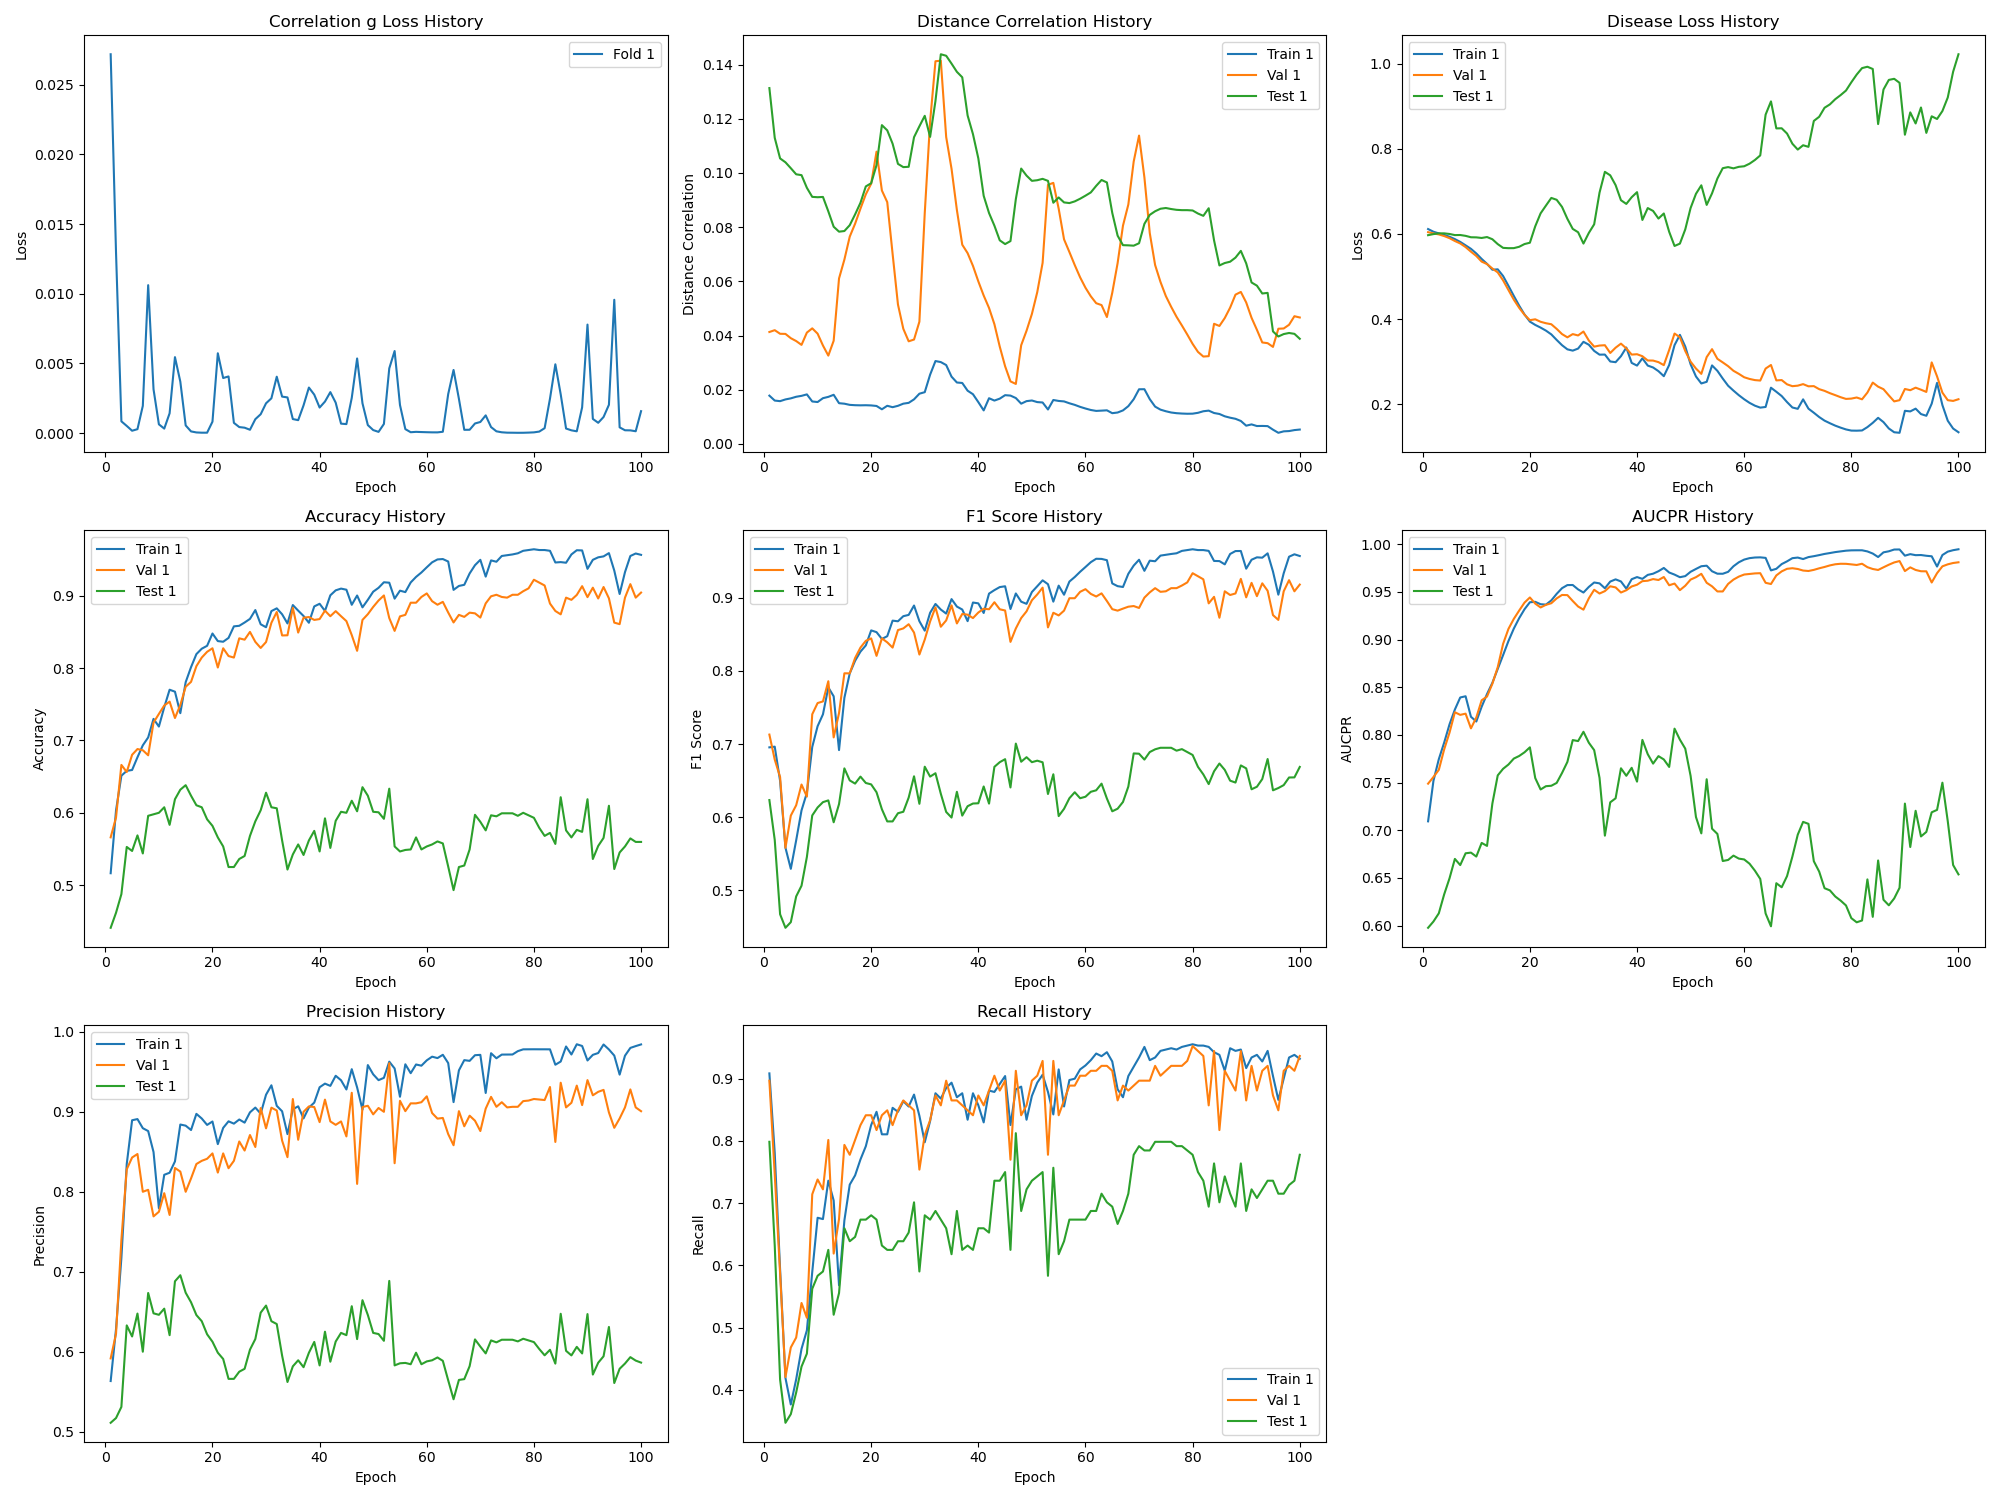 Correlation g Loss History
Fold 1
Loss
0.025
0.020
0.015
0.010
0.005
0.000
0 20 40 60 80 100
Epoch
Distance Correlation History
Train 1
Val 1
Test 1
Distance Correlation
0.14
0.12
0.10
0.08
0.06
0.04
0.02
0.00
0 20 40 60 80 100
Epoch
Disease Loss History
Train 1
Val 1
Test 1
Loss
1.0
0.8
0.6
0.4
0.2
0 20 40 60 80 100
Epoch
Accuracy History
Train 1
Val 1
Test 1
Accuracy
0.9
0.8
0.7
0.6
0.5
0 20 40 60 80 100
Epoch
F1 Score History
Train 1
Val 1
Test 1
F1 Score
0.9
0.8
0.7
0.6
0.5
0 20 40 60 80 100
Epoch
AUCPR History
Train 1
Val 1
Test 1
AUCPR
1.00
0.95
0.90
0.85
0.80
0.75
0.70
0.65
0.60
0 20 40 60 80 100
Epoch
Precision History
Train 1
Val 1
Test 1
Precision
1.0
0.9
0.8
0.7
0.6
0.5
0 20 40 60 80 100
Epoch
Recall History
Recall
0.9
0.8
0.7
0.6
0.5
0.4
Train 1
Val 1
Test 1
0 20 40 60 80 100
Epoch